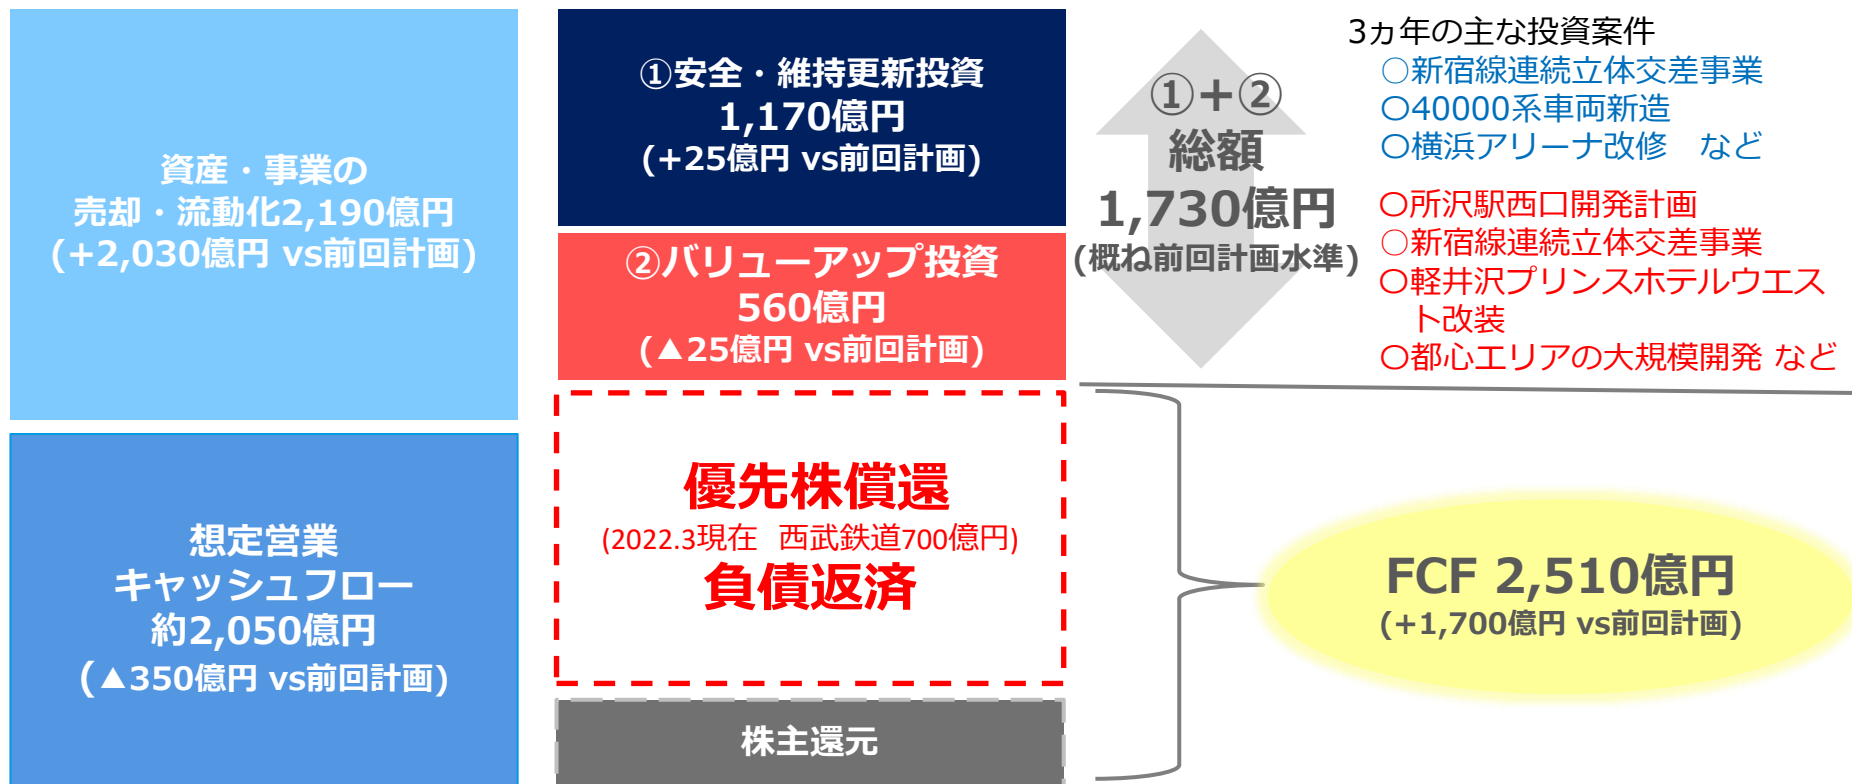 資産・事業の
売却・流動化2,190億円
(+2,030億円 vs前回計画)
想定営業
キャッシュフロー
約2,050億円
(▲350億円 vs前回計画)
①安全・維持更新投資
1,170億円
(+25億円 vs前回計画)
②バリューアップ投資
560億円
(▲25億円 vs前回計画)
優先株償還
(2022.3現在 西武鉄道700億円)
負債返済
株主還元
①+②
総額
1,730億円
(概ね前回計画水準)
3ヵ年の主な投資案件
○新宿線連続立体交差事業
〇40000系車両新造
〇横浜アリーナ改修 など
〇所沢駅西口開発計画
○新宿線連続立体交差事業
〇軽井沢プリンスホテルウエス
ト改装
〇都心エリアの大規模開発 など
FCF 2,510億円
(+1,700億円 vs前回計画)